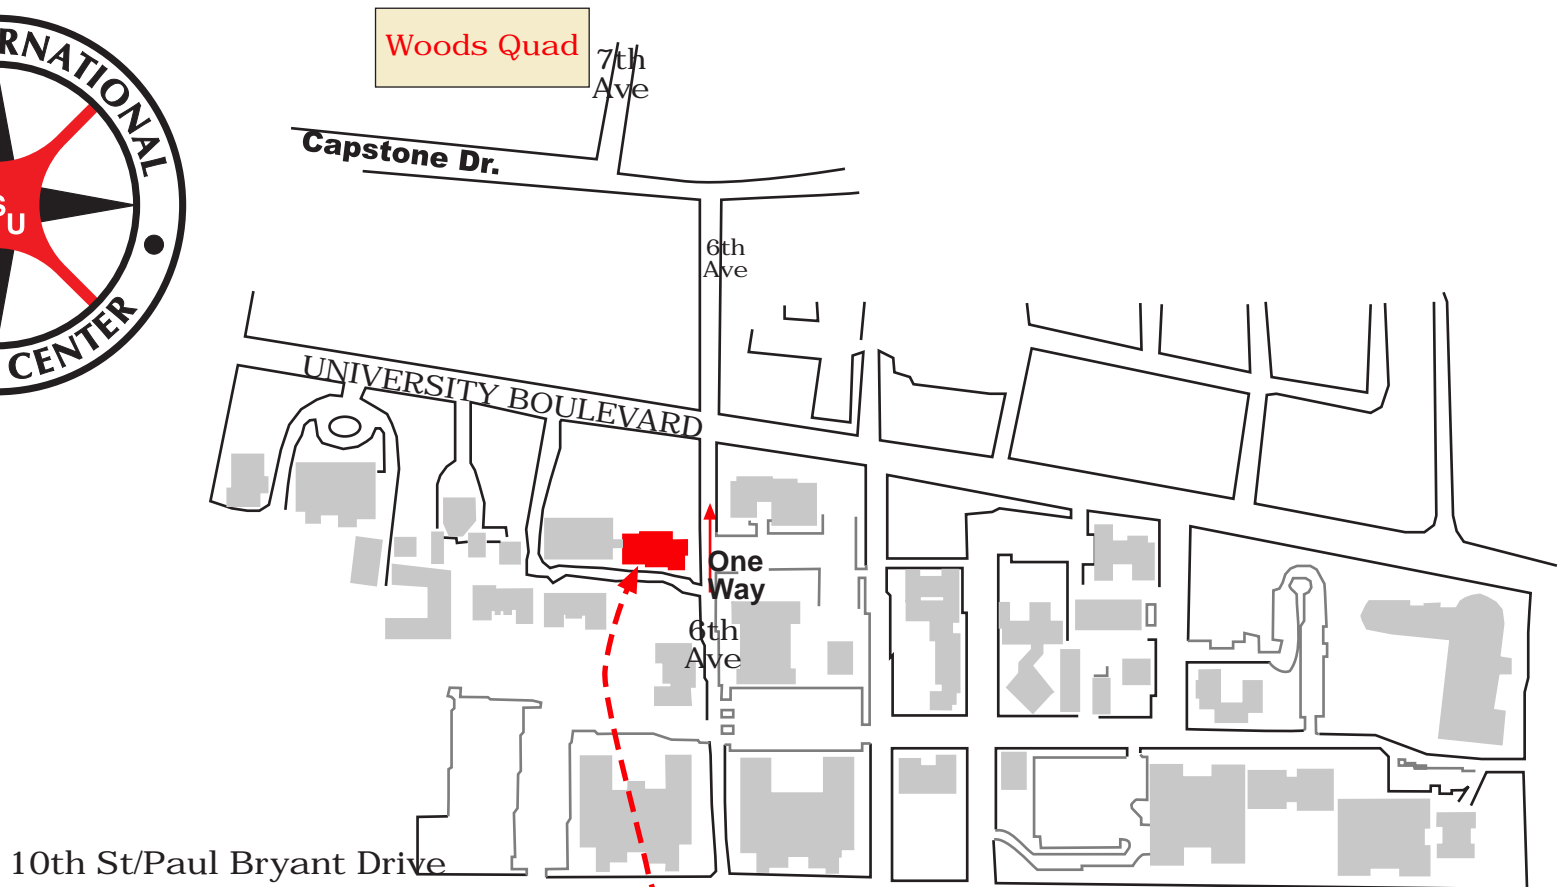 Woods Quad
7th
Ave
Capstone Dr.
6th
Ave
UNIVERSITY BOULEVARD
One
Way
6th
Ave
10th St/Paul Bryant Drive
RNATIONAL
CENTER
S
U